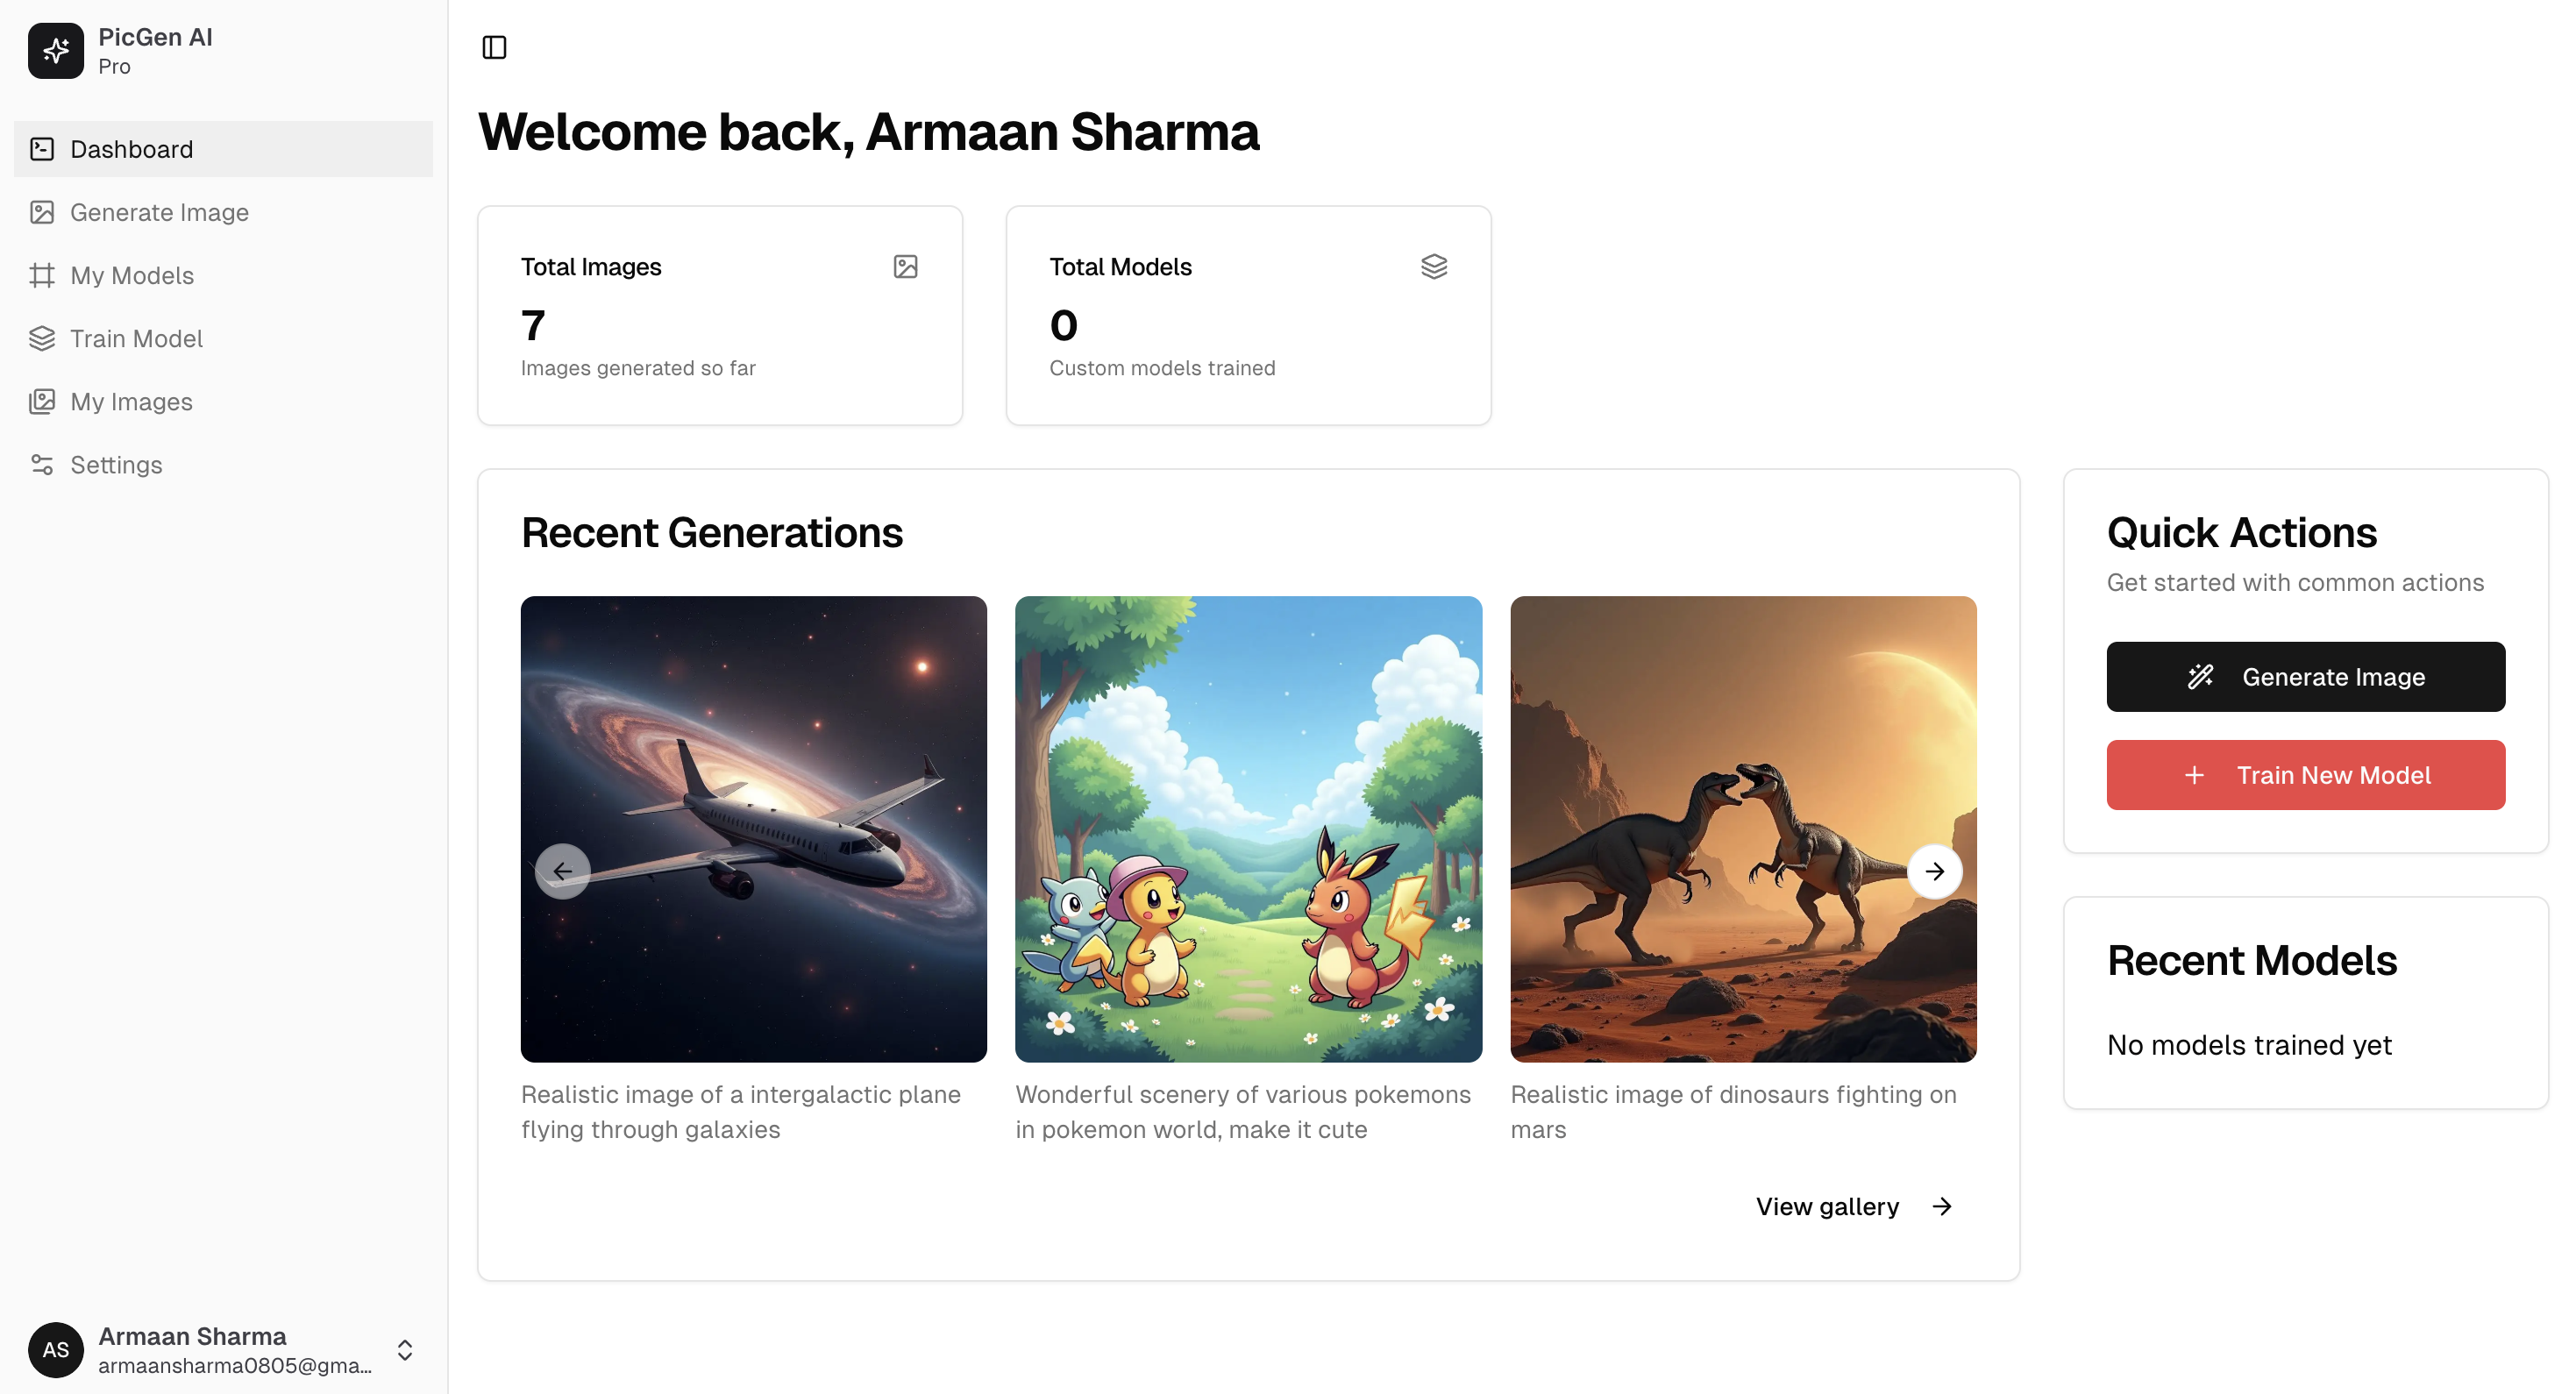 PicGen AI
Pro
Dashboard
Generate Image
My Models
Train Model
My Images
Settings
AS
Armaan Sharma
armaansharma0805@gma...
Welcome back, Armaan Sharma
Total Images
7
Images generated so far
Total Models
0
Custom models trained
Recent Generations
Realistic image of a intergalactic plane
flying through galaxies
Wonderful scenery of various pokemons
in pokemon world, make it cute
Realistic image of dinosaurs fighting on
mars
View gallery
Quick Actions
Get started with common actions
Generate Image
Train New Model
Recent Models
No models trained yet